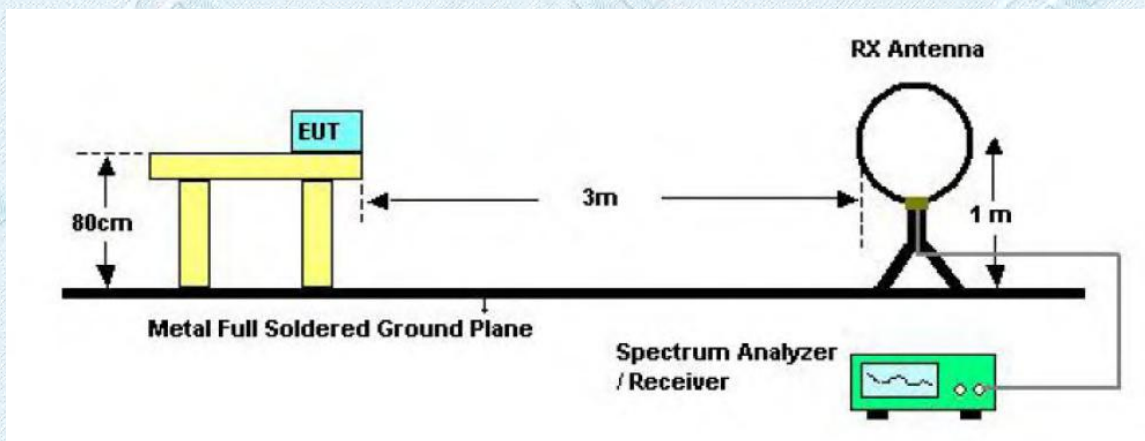 RX Antenna
EUT
3m
80cm
1 m
Metal Full Soldered Ground Plane
Spectrum Analyzer
/ Receiver